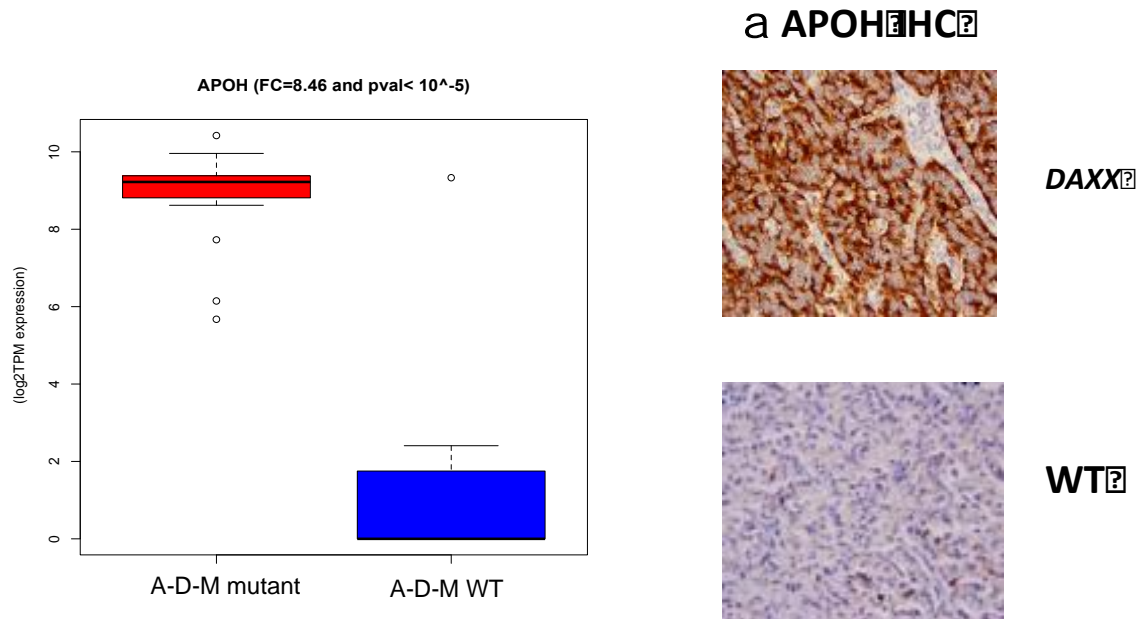 a APOH⍰IHC⍰
APOH (FC=8.46 and pval< 10^-5)
(log2TPM expression)
10
8
6
4
2
0
A-D-M mutant
A-D-M WT
DAXX⍰
WT⍰